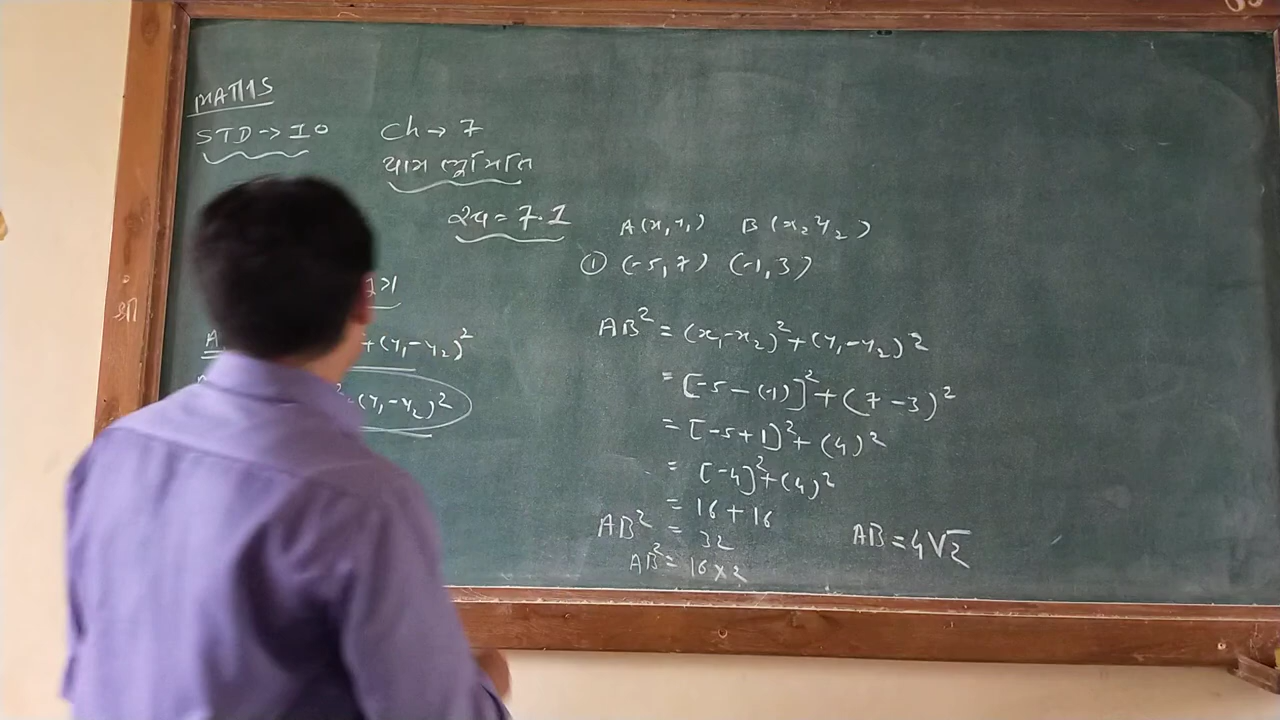 MATHS
STD → 10
Ch → 7
યામ ભૂમિતિ
સ્વા = 7.1
A(x₁, y₁) B (x₂ y₂)
① (-5, 7) (-1, 3)
AB² = (x₁-x₂)² + (y₁-y₂)²
= [-5-(-1)]² + (7-3)²
= [-5+1]² + (4)²
= [-4]² + (4)²
= 16 + 16
AB² = 32
AB² = 16×2
AB = 4√2
+ (y₁-y₂)²
(y₁-y₂)²
શ્રી